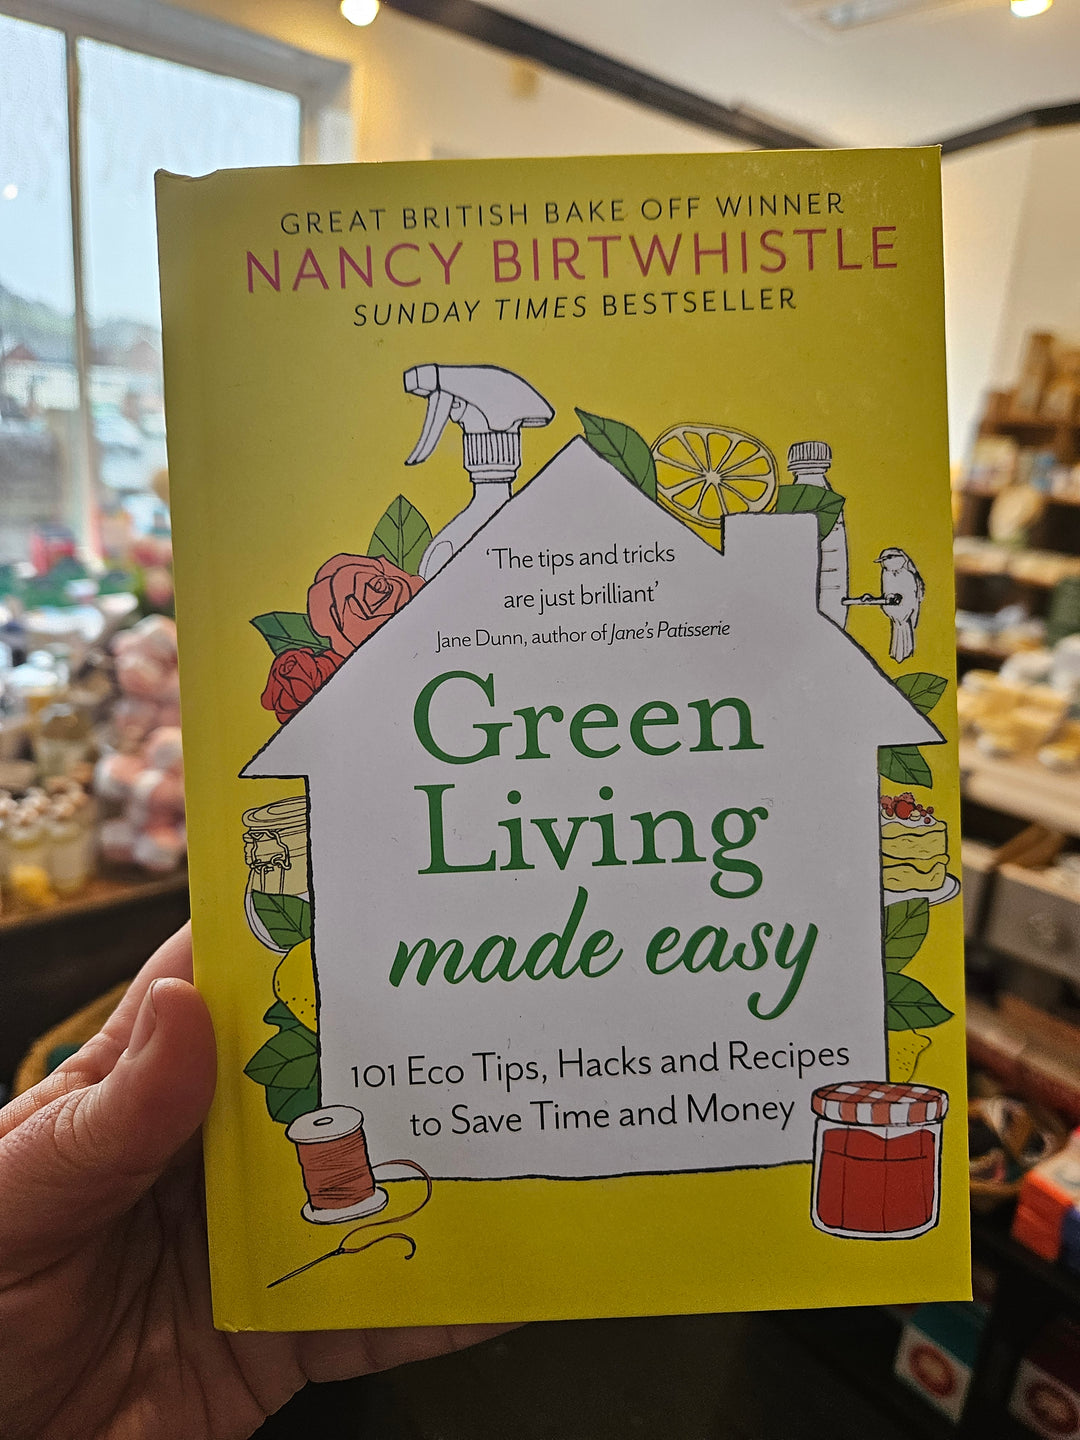 GREAT BRITISH BAKE OFF WINNER
NANCY BIRTWHISTLE
SUNDAY TIMES BESTSELLER
‘The tips and tricks
are just brilliant’
Jane Dunn, author of Jane’s Patisserie
Green
Living
made easy
101 Eco Tips, Hacks and Recipes
to Save Time and Money